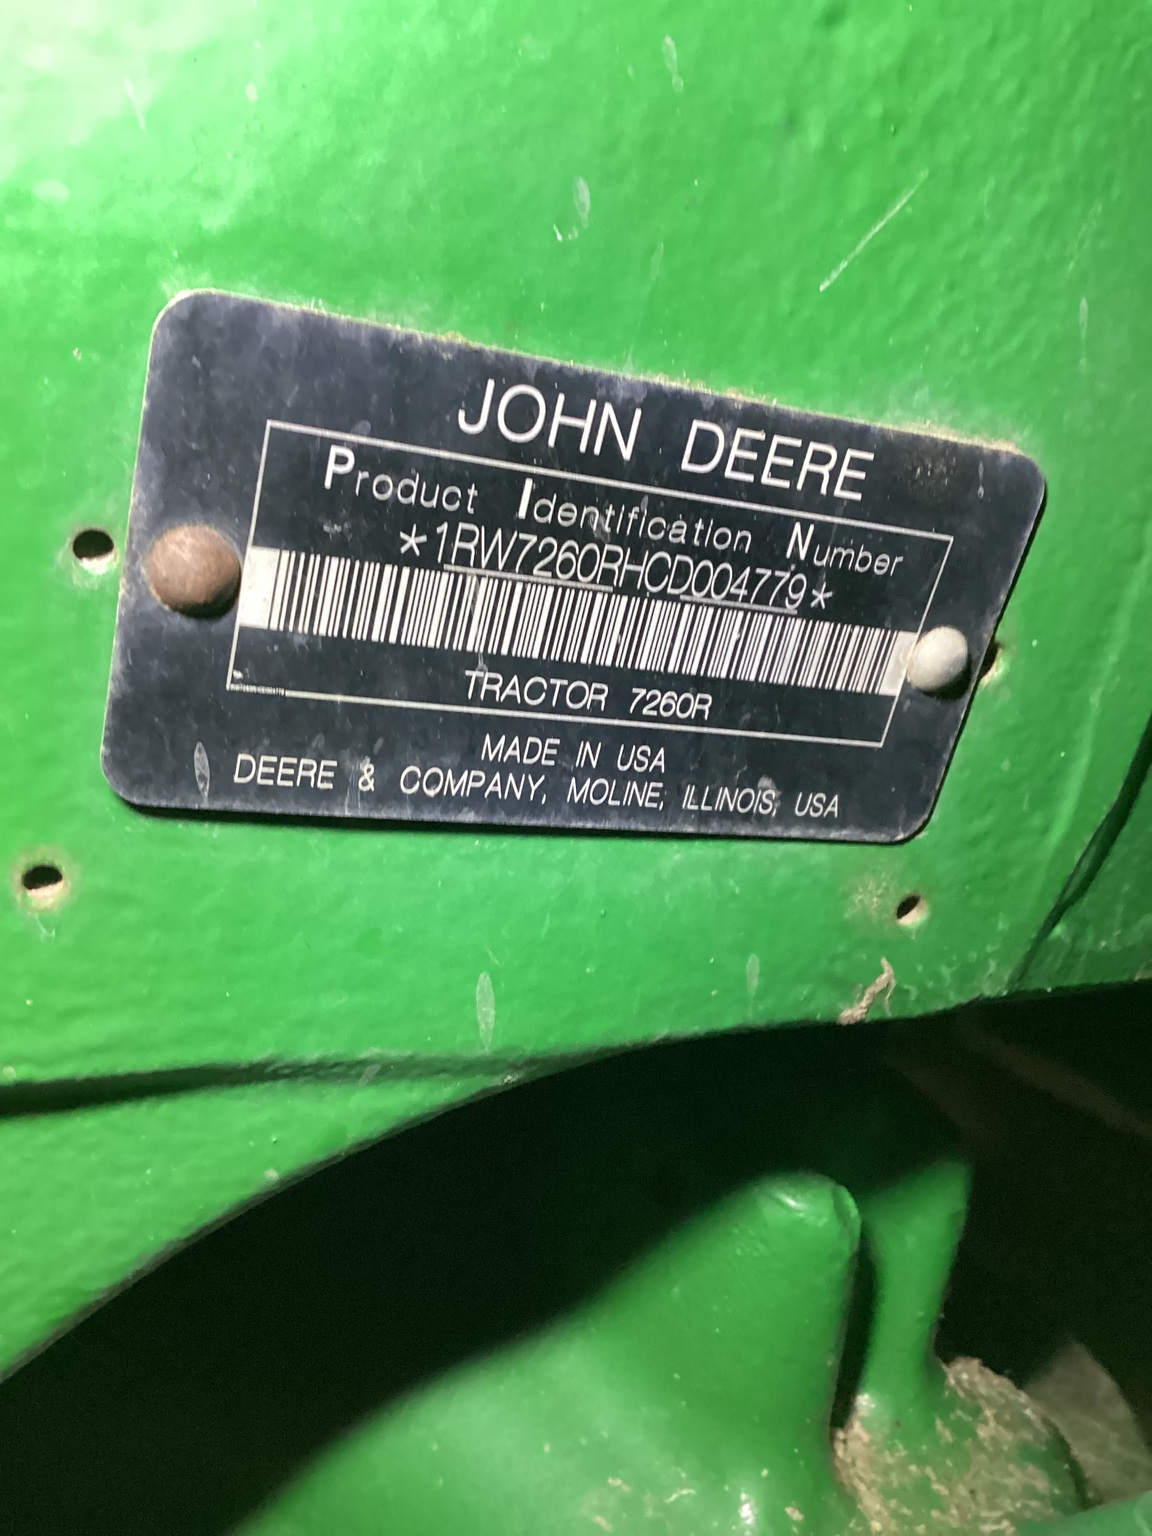 JOHN DEERE
Product Identification Number
*1RW7260RHCD004779*
TRACTOR 7260R
MADE IN USA
DEERE & COMPANY, MOLINE, ILLINOIS, USA